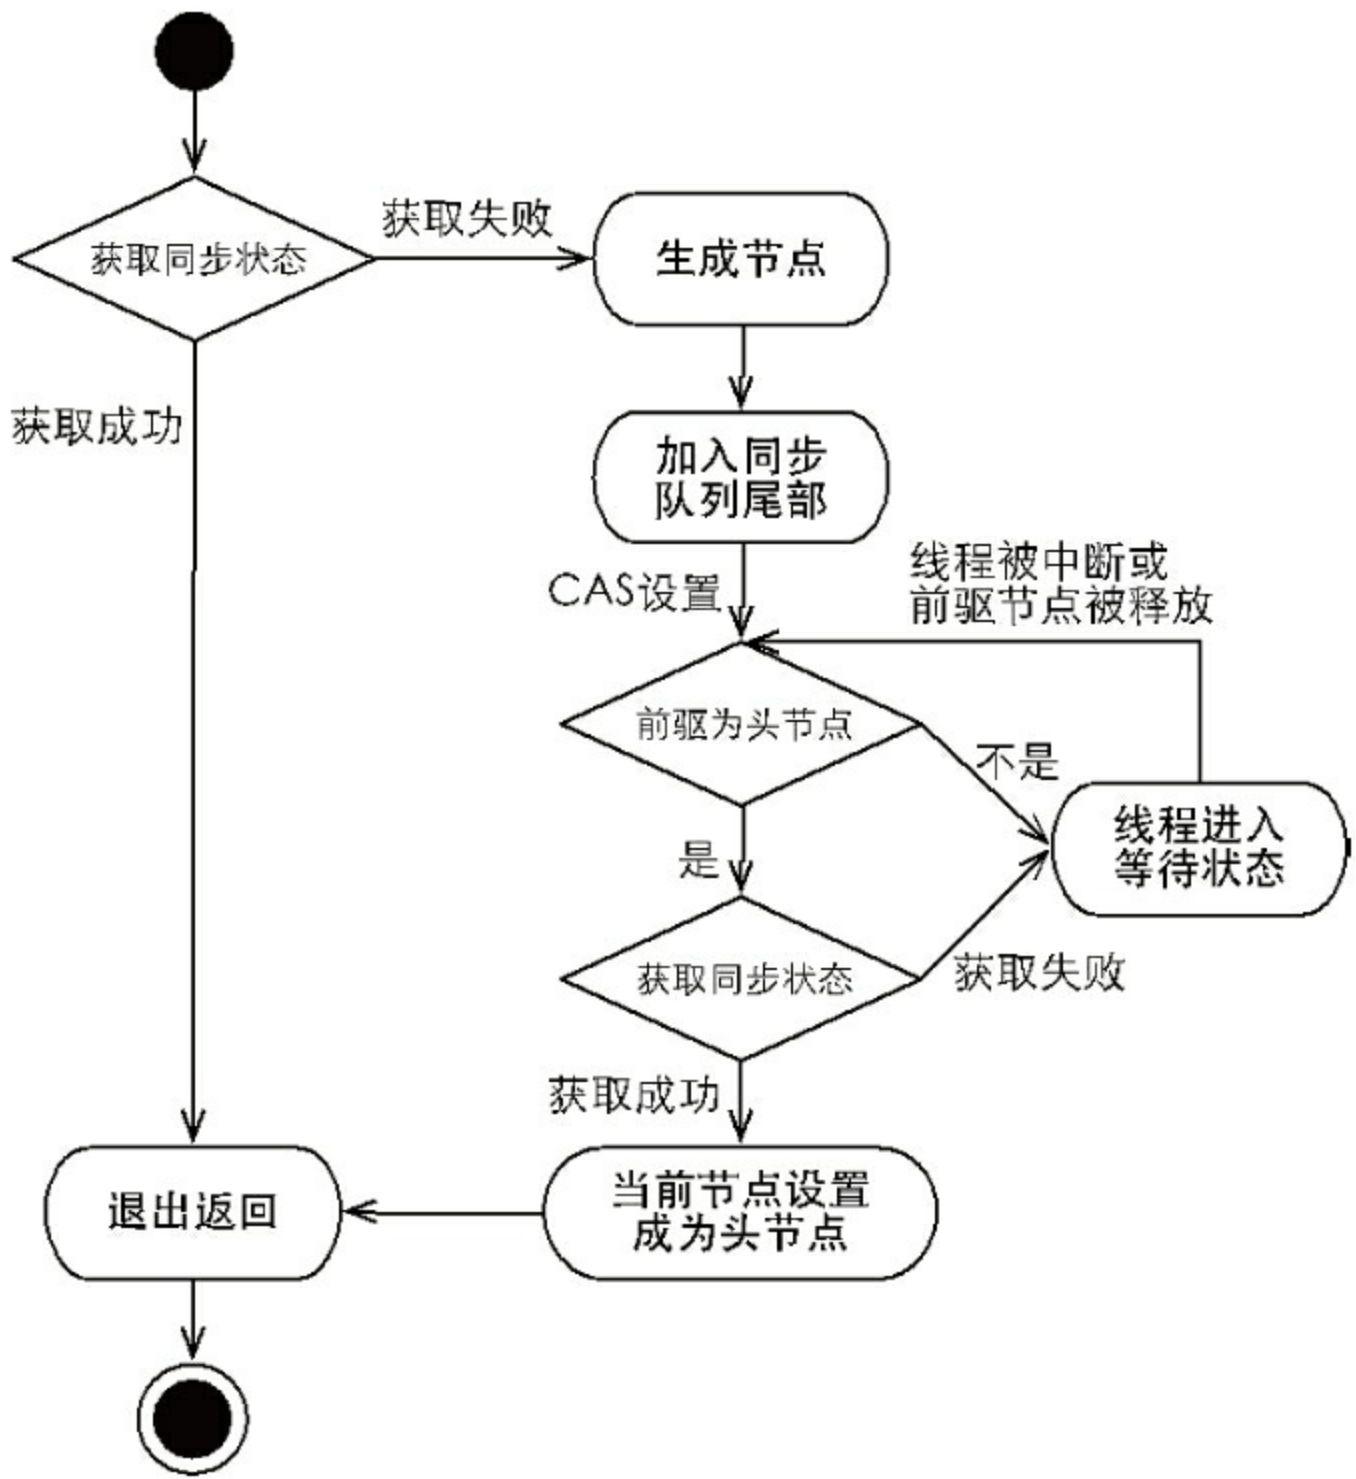 获取失败
获取同步状态
生成节点
获取成功
加入同步
队列尾部
CAS设置
线程被中断或
前驱节点被释放
前驱为头节点
不是
线程进入
等待状态
是
获取同步状态
获取失败
获取成功
当前节点设置
成为头节点
退出返回